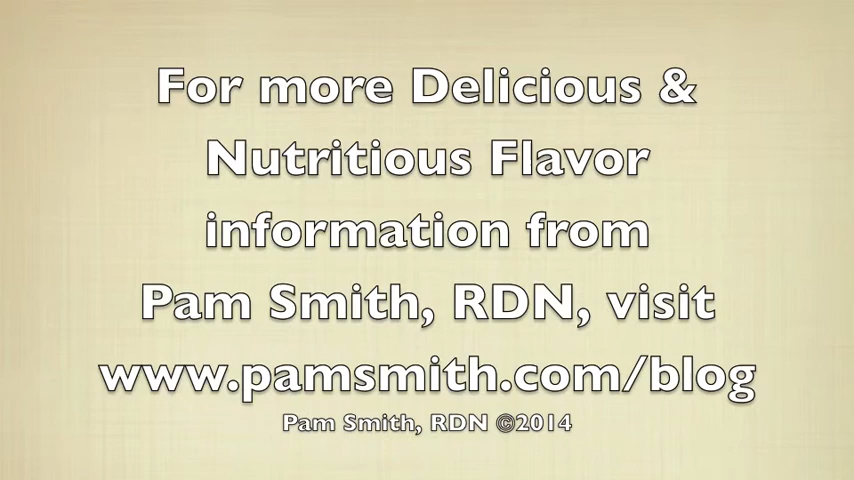 For more Delicious &
Nutritious Flavor
information from
Pam Smith, RDN, visit
www.pamsmith.com/blog
Pam Smith, RDN ©2014